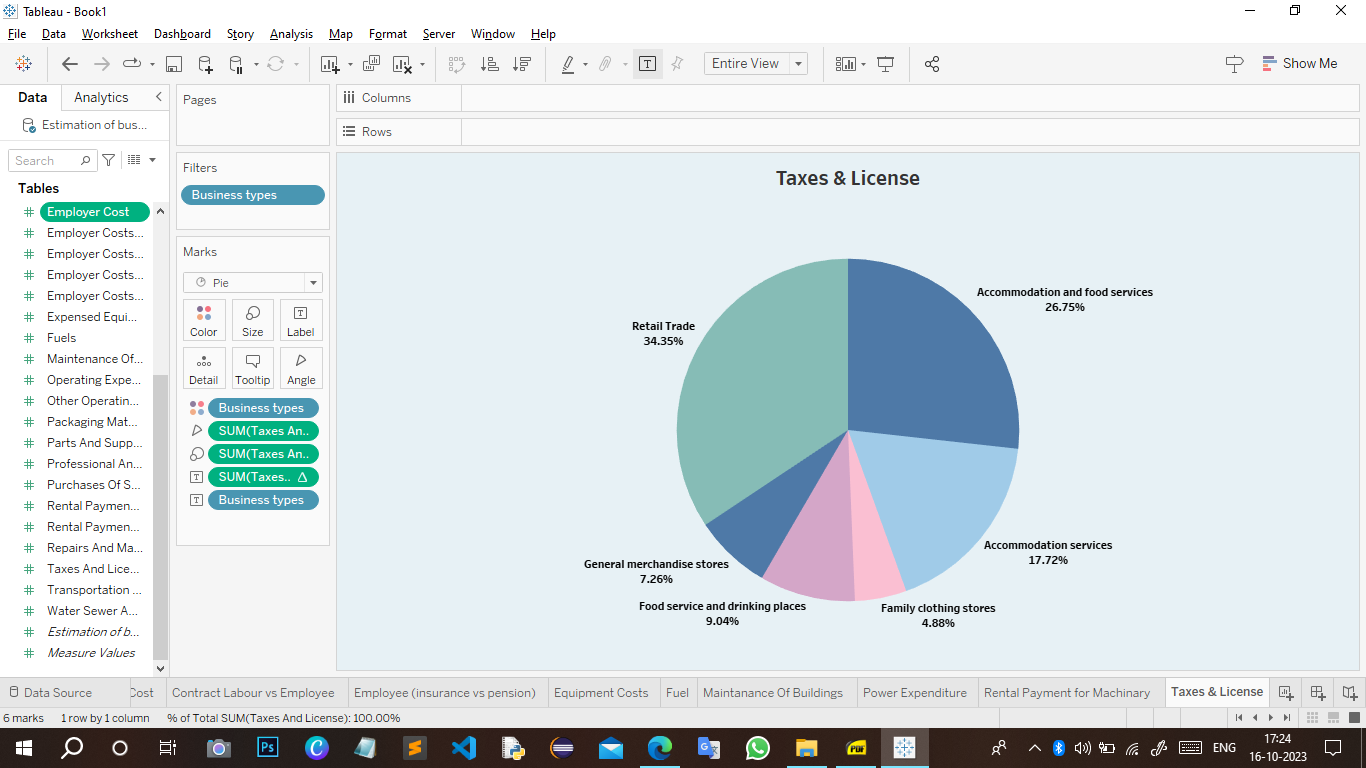 Tableau - Book1
File Data Worksheet Dashboard Story Analysis Map Format Server Window Help
Entire View
Show Me
Data Analytics
Estimation of bus...
Search
Tables
Employer Cost
Employer Costs...
Employer Costs...
Employer Costs...
Employer Costs...
Expensed Equi...
Fuels
Maintenance Of...
Operating Expe...
Other Operatin...
Packaging Mat...
Parts And Supp...
Professional An...
Purchases Of S...
Rental Paymen...
Rental Paymen...
Repairs And Ma...
Taxes And Lice...
Transportation ...
Water Sewer A...
Estimation of b...
Measure Values
Pages
Filters
Business types
Marks
Pie
Color Size Label
Detail Tooltip Angle
Business types
SUM(Taxes An..
SUM(Taxes An..
SUM(Taxes..
Business types
Columns
Rows
Taxes & License
Accommodation and food services
26.75%
Retail Trade
34.35%
Accommodation services
17.72%
General merchandise stores
7.26%
Food service and drinking places
9.04%
Family clothing stores
4.88%
Data Source Cost Contract Labour vs Employee Employee (insurance vs pension) Equipment Costs Fuel Maintanance Of Buildings Power Expenditure Rental Payment for Machinery Taxes & License
6 marks 1 row by 1 column % of Total SUM(Taxes And License): 100.00%
Ps
PDF
ENG
17:24
16-10-2023